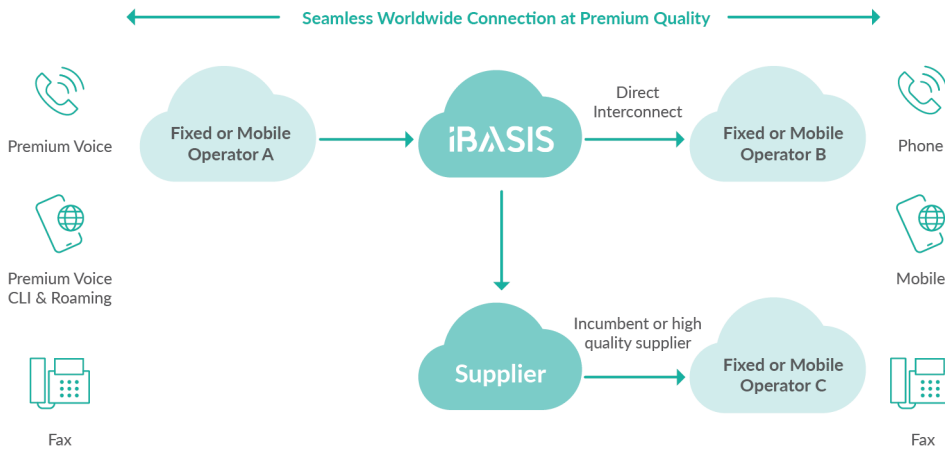 Seamless Worldwide Connection at Premium Quality
Premium Voice
Fixed or Mobile
Operator A
iBASIS
Direct
Interconnect
Fixed or Mobile
Operator B
Phone
Premium Voice
CLI & Roaming
Mobile
Supplier
Incumbent or high
quality supplier
Fixed or Mobile
Operator C
Fax
Fax